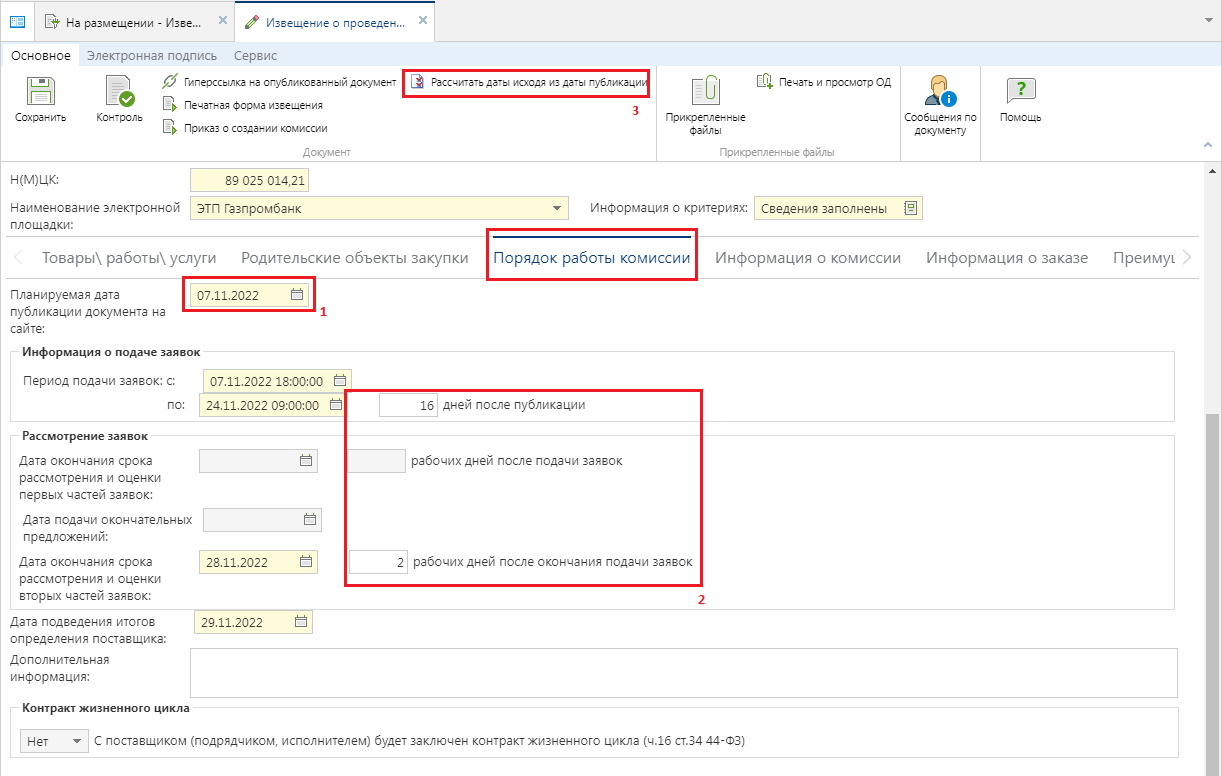 На размещении - Изве...
Извещение о проведен...
Основное
Электронная подпись
Сервис
Сохранить
Контроль
Гиперссылка на опубликованный документ
Печатная форма извещения
Приказ о создании комиссии
Рассчитать даты исходя из даты публикации
3
Документ
Прикрепленные
файлы
Печать и просмотр ОД
Прикрепленные файлы
Сообщения по
документу
Помощь
Н(М)ЦК:
89 025 014,21
Наименование электронной
площадки:
ЭТП Газпромбанк
Информация о критериях:
Сведения заполнены
Товары\ работы\ услуги
Родительские объекты закупки
Порядок работы комиссии
Информация о комиссии
Информация о заказе
Преимущ
Планируемая дата
публикации документа на
сайте:
07.11.2022
1
Информация о подаче заявок
Период подачи заявок: с:
07.11.2022 18:00:00
по:
24.11.2022 09:00:00
16 дней после публикации
Рассмотрение заявок
Дата окончания срока
рассмотрения и оценки
первых частей заявок:
рабочих дней после подачи заявок
Дата подачи окончательных
предложений:
Дата окончания срока
рассмотрения и оценки
вторых частей заявок:
28.11.2022
2 рабочих дней после окончания подачи заявок
2
Дата подведения итогов
определения поставщика:
29.11.2022
Дополнительная
информация:
Контракт жизненного цикла
Нет
С поставщиком (подрядчиком, исполнителем) будет заключен контракт жизненного цикла (ч.16 ст.34 44-ФЗ)